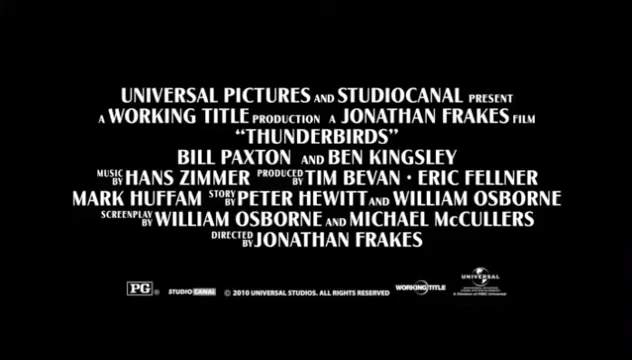 UNIVERSAL PICTURES AND STUDIOCANAL PRESENT
A WORKING TITLE PRODUCTION A JONATHAN FRAKES FILM
“THUNDERBIRDS”
BILL PAXTON AND BEN KINGSLEY
MUSIC BY HANS ZIMMER PRODUCED BY TIM BEVAN · ERIC FELLNER
MARK HUFFAM STORY BY PETER HEWITT AND WILLIAM OSBORNE
SCREENPLAY BY WILLIAM OSBORNE AND MICHAEL McCULLERS
DIRECTED BY JONATHAN FRAKES
PG ® STUDIO CANAL © 2010 UNIVERSAL STUDIOS. ALL RIGHTS RESERVED WORKING TITLE UNIVERSAL